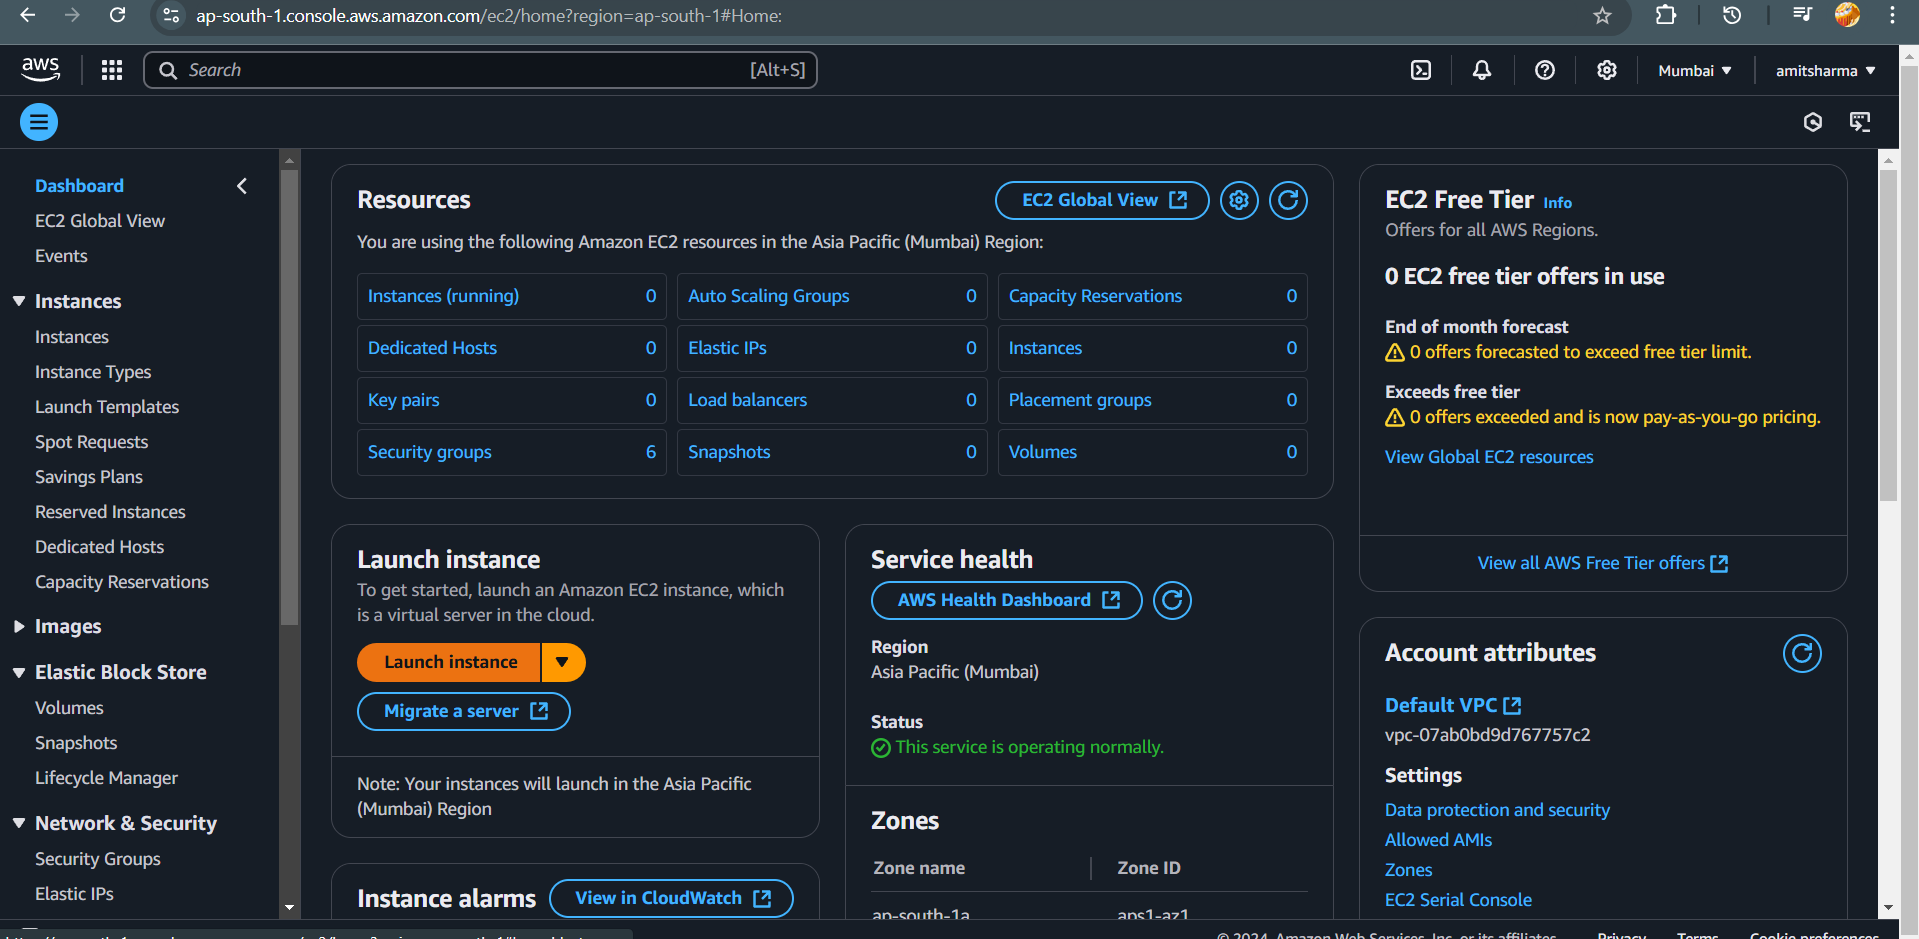 ap-south-1.console.aws.amazon.com/ec2/home?region=ap-south-1#Home:
aws
Search
[Alt+S]
Mumbai
amitsharma
Dashboard
EC2 Global View
Events
Instances
Instances
Instance Types
Launch Templates
Spot Requests
Savings Plans
Reserved Instances
Dedicated Hosts
Capacity Reservations
Images
Elastic Block Store
Volumes
Snapshots
Lifecycle Manager
Network & Security
Security Groups
Elastic IPs
Resources
EC2 Global View
You are using the following Amazon EC2 resources in the Asia Pacific (Mumbai) Region:
Instances (running) 0
Auto Scaling Groups 0
Capacity Reservations 0
Dedicated Hosts 0
Elastic IPs 0
Instances 0
Key pairs 0
Load balancers 0
Placement groups 0
Security groups 6
Snapshots 0
Volumes 0
Launch instance
To get started, launch an Amazon EC2 instance, which
is a virtual server in the cloud.
Launch instance
Migrate a server
Note: Your instances will launch in the Asia Pacific
(Mumbai) Region
Instance alarms
View in CloudWatch
Service health
AWS Health Dashboard
Region
Asia Pacific (Mumbai)
Status
This service is operating normally.
Zones
Zone name
Zone ID
ap-south-1a
aps1-az1
EC2 Free Tier Info
Offers for all AWS Regions.
0 EC2 free tier offers in use
End of month forecast
0 offers forecasted to exceed free tier limit.
Exceeds free tier
0 offers exceeded and is now pay-as-you-go pricing.
View Global EC2 resources
View all AWS Free Tier offers
Account attributes
Default VPC
vpc-07ab0bd9d767757c2
Settings
Data protection and security
Allowed AMIs
Zones
EC2 Serial Console
© 2024, Amazon Web Services, Inc. or its affiliates.
Privacy
Terms
Cookie preferences